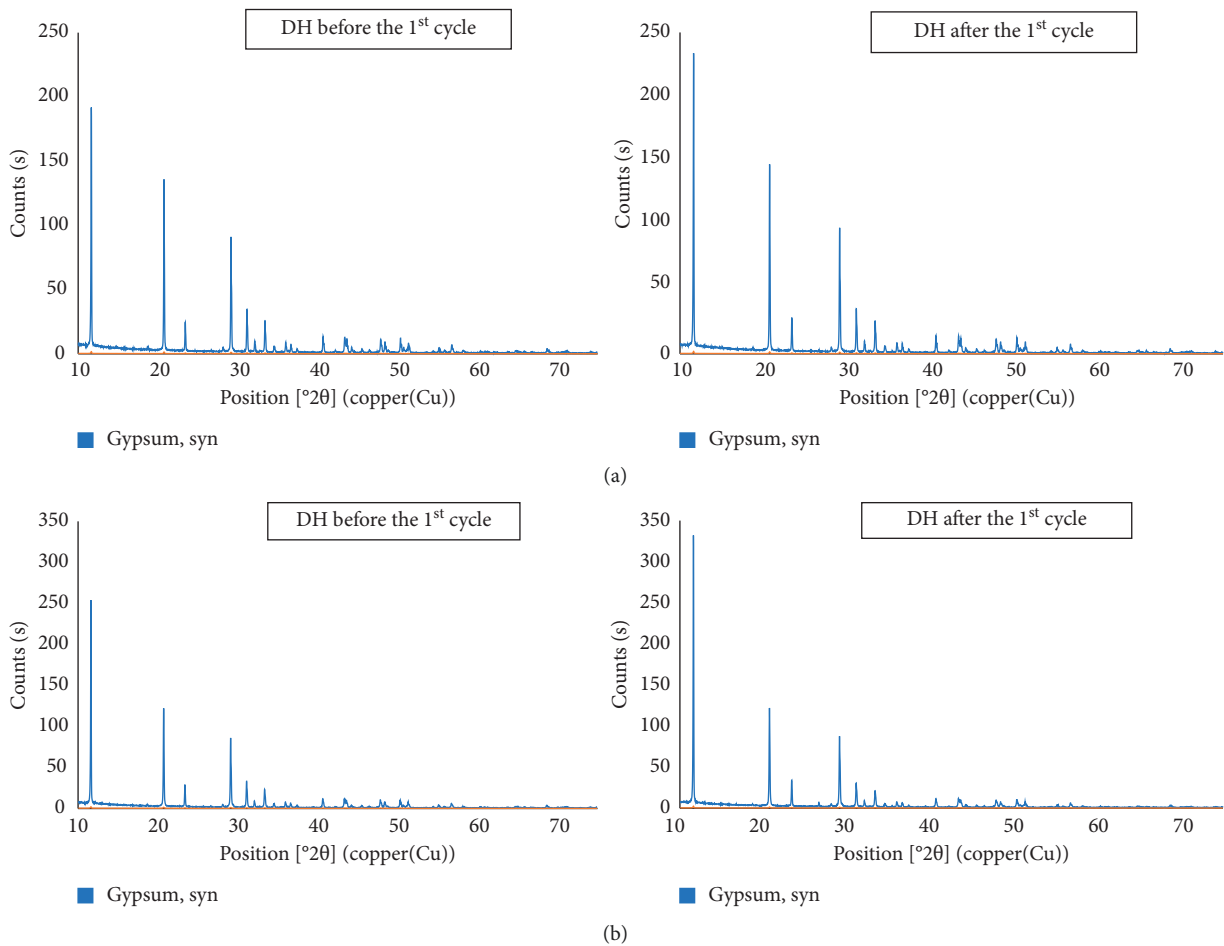 DH before the 1st cycle
250
200
150
100
50
0
Counts (s)
10 20 30 40 50 60 70
Position [°2θ] (copper(Cu))
Gypsum, syn
DH after the 1st cycle
250
200
150
100
50
0
Counts (s)
10 20 30 40 50 60 70
Position [°2θ] (copper(Cu))
Gypsum, syn
(a)
DH before the 1st cycle
350
300
250
200
150
100
50
0
Counts (s)
10 20 30 40 50 60 70
Position [°2θ] (copper(Cu))
Gypsum, syn
DH after the 1st cycle
350
300
250
200
150
100
50
0
Counts (s)
10 20 30 40 50 60 70
Position [°2θ] (copper(Cu))
Gypsum, syn
(b)